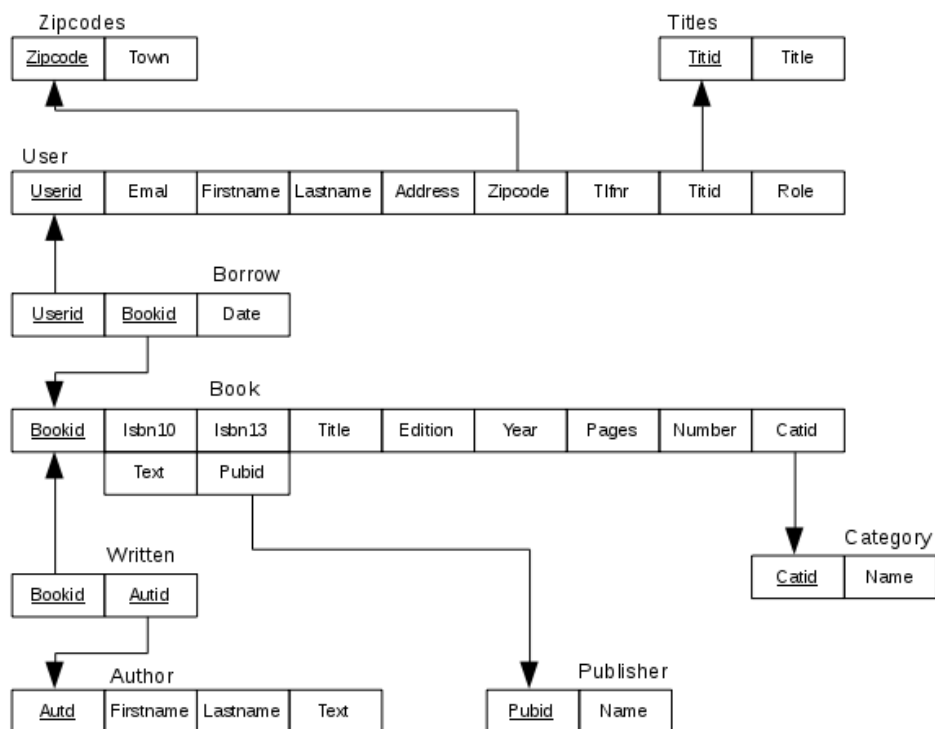 Zipcodes Titles
Zipcode Town Titid Title
User
Userid Emal Firstname Lastname Address Zipcode Tlfnr Titid Role
Borrow
Userid Bookid Date
Book
Bookid Isbn10 Isbn13 Title Edition Year Pages Number Catid
Text Pubid
Written Category
Bookid Autid Catid Name
Author Publisher
Autd Firstname Lastname Text Pubid Name